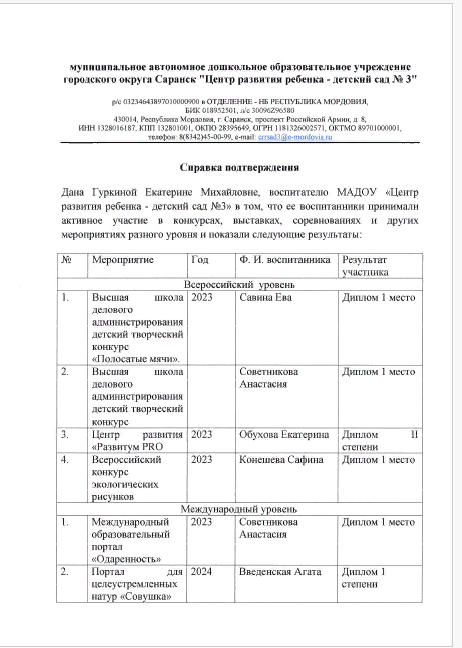 муниципальное автономное дошкольное образовательное учреждение
городского округа Саранск "Центр развития ребенка - детский сад № 3"
р/с 03234643897010000900 в ОТДЕЛЕНИЕ - НБ РЕСПУБЛИКА МОРДОВИЯ,
БИК 018952501, л/с 30096Z96580
430014, Республика Мордовия, г. Саранск, проспект Российской Армии, д. 8,
ИНН 1328016187, КПП 132801001, ОКПО 28395649, ОГРН 1181326002571, ОКТМО 89701000001,
телефон: 8(8342)45-00-99, e-mail: crrsad3@e-mordovia.ru
Справка подтверждения
Дана Гуркиной Екатерине Михайловне, воспитателю МАДОУ «Центр
развития ребенка - детский сад №3» в том, что ее воспитанники принимали
активное участие в конкурсах, выставках, соревнованиях и других
мероприятиях разного уровня и показали следующие результаты:
№ Мероприятие Год Ф. И. воспитанника Результат
участника
Всероссийский уровень
1. Высшая школа 2023 Савина Ева Диплом 1 место
делового
администрирования
детский творческий
конкурс
«Полосатые мячи».
2. Высшая школа Советникова Диплом 1 место
делового Анастасия
администрирования
детский творческий
конкурс
3. Центр развития 2023 Обухова Екатерина Диплом II
«Развитум PRO степени
4. Всероссийский 2023 Конешева Сафина Диплом 1 место
конкурс
экологических
рисунков
Международный уровень
1. Международный 2023 Советникова Диплом 1 место
образовательный Анастасия
портал
«Одаренность»
2. Портал для 2024 Введенская Агата Диплом 1
целеустремленных степени
натур «Совушка»